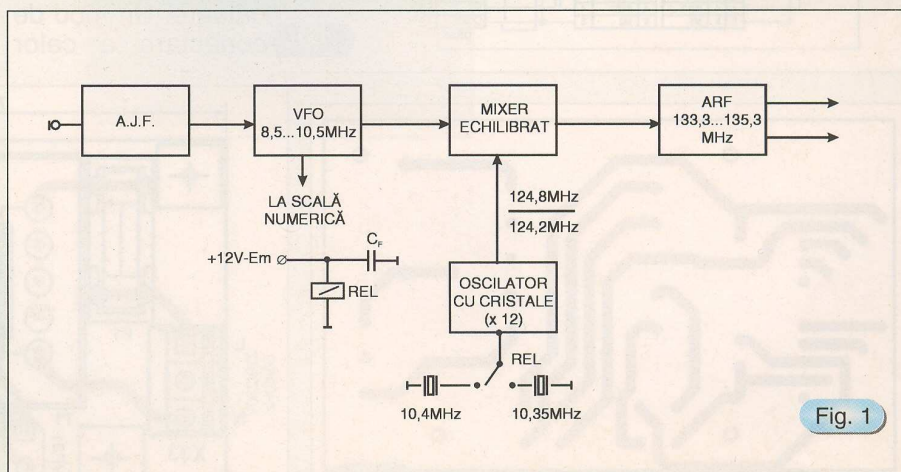 A.J.F.
VFO
8,5...10,5MHz
MIXER
ECHILIBRAT
ARF
133,3...135,3
MHz
LA SCALĂ
NUMERICĂ
124,8MHz
124,2MHz
+12V-Em
C_F
REL
OSCILATOR
CU CRISTALE
(x 12)
REL
10,4MHz
10,35MHz
Fig. 1